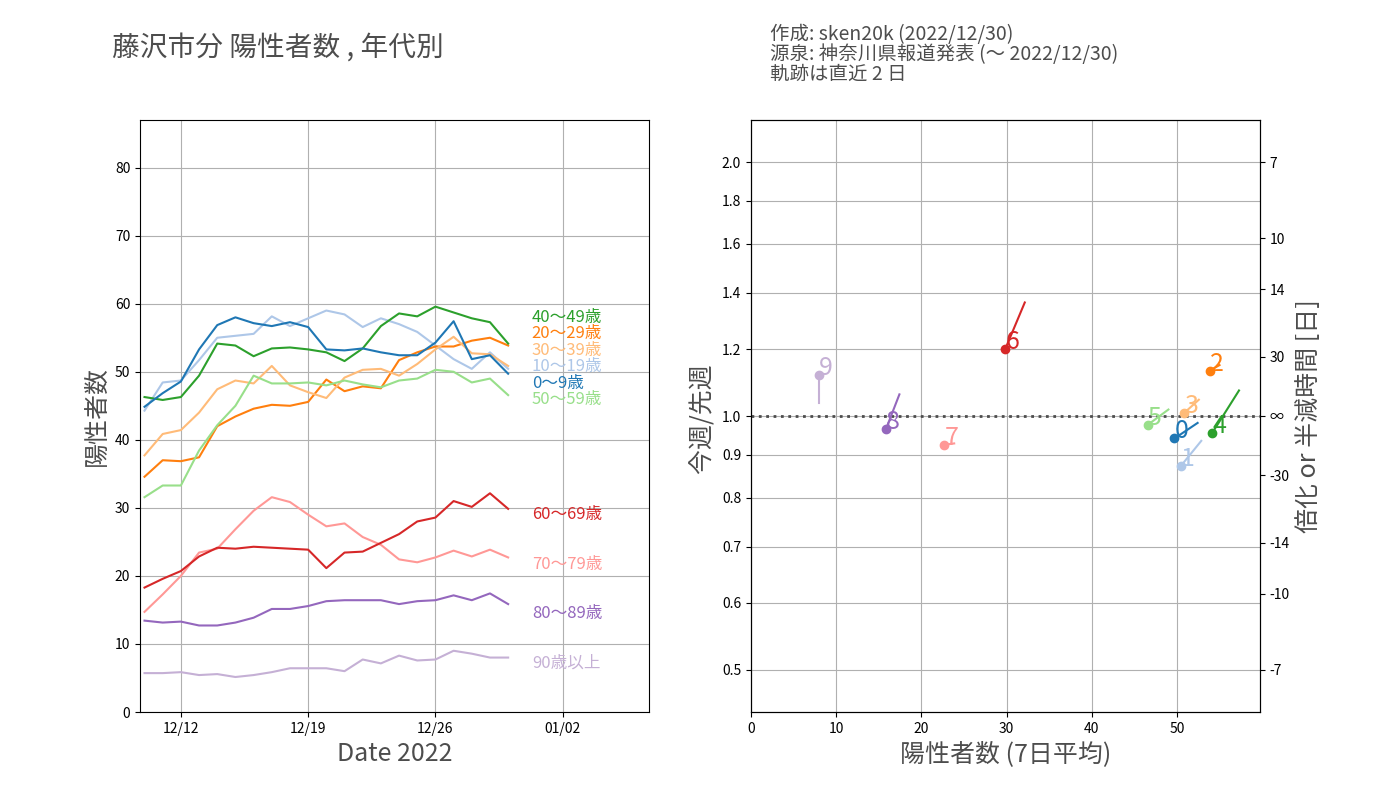 藤沢市分 陽性者数 , 年代別
作成: sken20k (2022/12/30)
源泉: 神奈川県報道発表 (〜 2022/12/30)
軌跡は直近 2 日
陽性者数
80
70
60
50
40
30
20
10
0
40〜49歳
20〜29歳
30〜39歳
10〜19歳
0〜9歳
50〜59歳
60〜69歳
70〜79歳
80〜89歳
90歳以上
12/12
12/19
12/26
01/02
Date 2022
今週/先週
2.0
1.8
1.6
1.4
1.2
1.0
0.9
0.8
0.7
0.6
0.5
9
8
7
6
5
3
2
0
1
4
0
10
20
30
40
50
陽性者数 (7日平均)
7
10
14
30
∞
-30
-14
-10
-7
倍化 or 半減時間 [日]